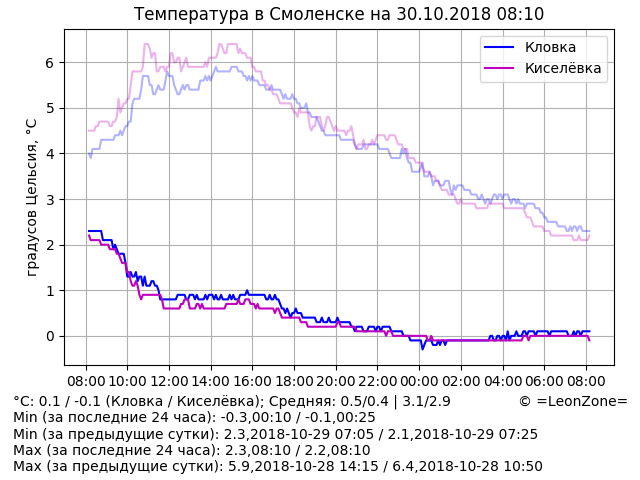 Температура в Смоленске на 30.10.2018 08:10
градусов Цельсия, °C
6
5
4
3
2
1
0
Кловка
Киселёвка
08:00 10:00 12:00 14:00 16:00 18:00 20:00 22:00 00:00 02:00 04:00 06:00 08:00
°C: 0.1 / -0.1 (Кловка / Киселёвка); Средняя: 0.5/0.4 | 3.1/2.9 © =LeonZone=
Min (за последние 24 часа): -0.3,00:10 / -0.1,00:25
Min (за предыдущие сутки): 2.3,2018-10-29 07:05 / 2.1,2018-10-29 07:25
Max (за последние 24 часа): 2.3,08:10 / 2.2,08:10
Max (за предыдущие сутки): 5.9,2018-10-28 14:15 / 6.4,2018-10-28 10:50